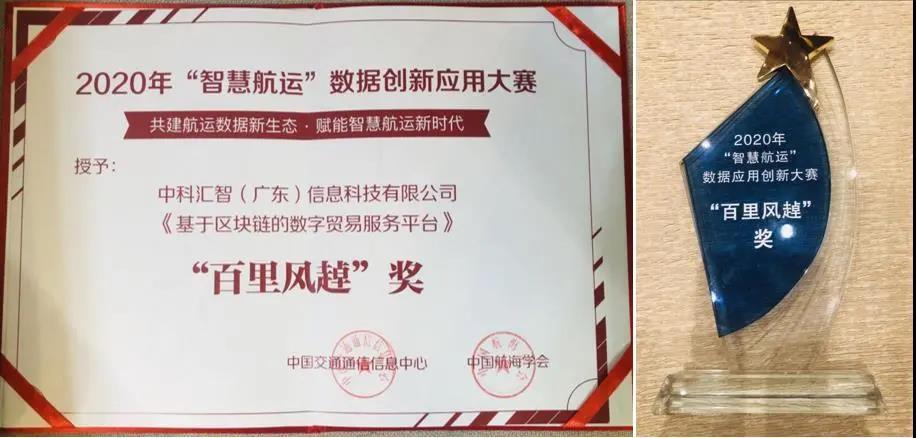 2020年“智慧航运”数据创新应用大赛
共建航运数据新生态·赋能智慧航运新时代
授予：
中科汇智（广东）信息科技有限公司
《基于区块链的数字贸易服务平台》
“百里风趠”奖
中国交通通信信息中心
中国航海学会
2020年
“智慧航运”
数据应用创新大赛
“百里风趠”
奖